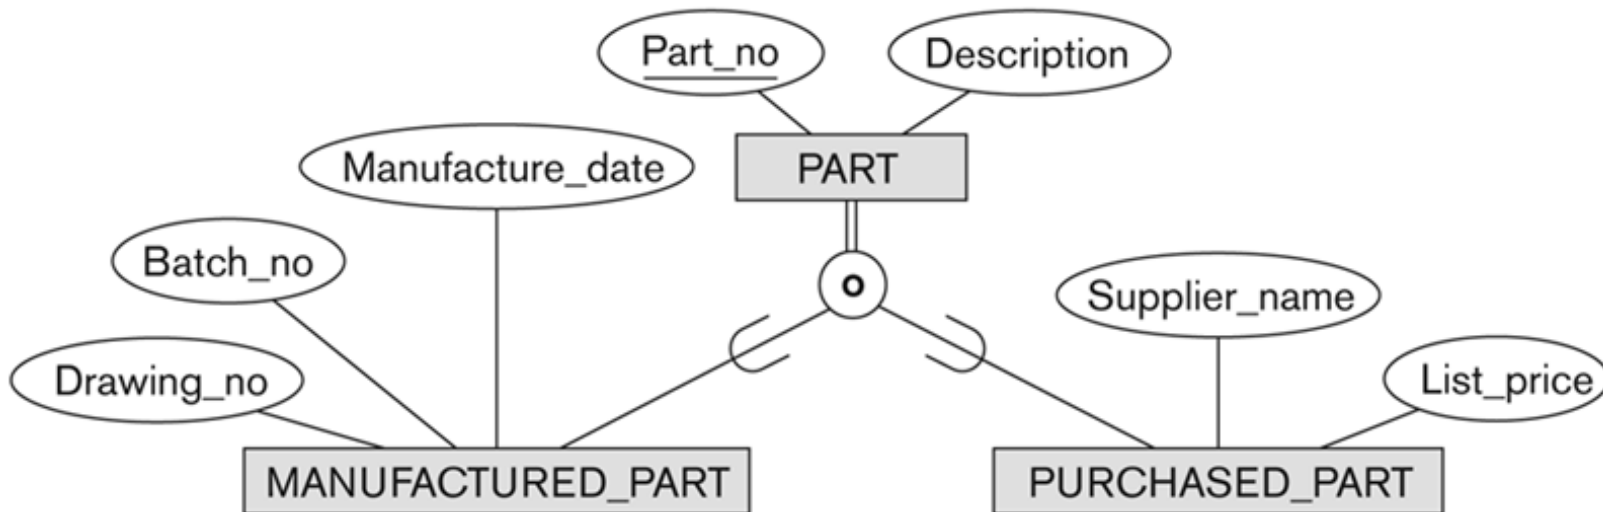 Part_no
Description
Manufacture_date
PART
Batch_no
o
Supplier_name
Drawing_no
List_price
MANUFACTURED_PART
PURCHASED_PART